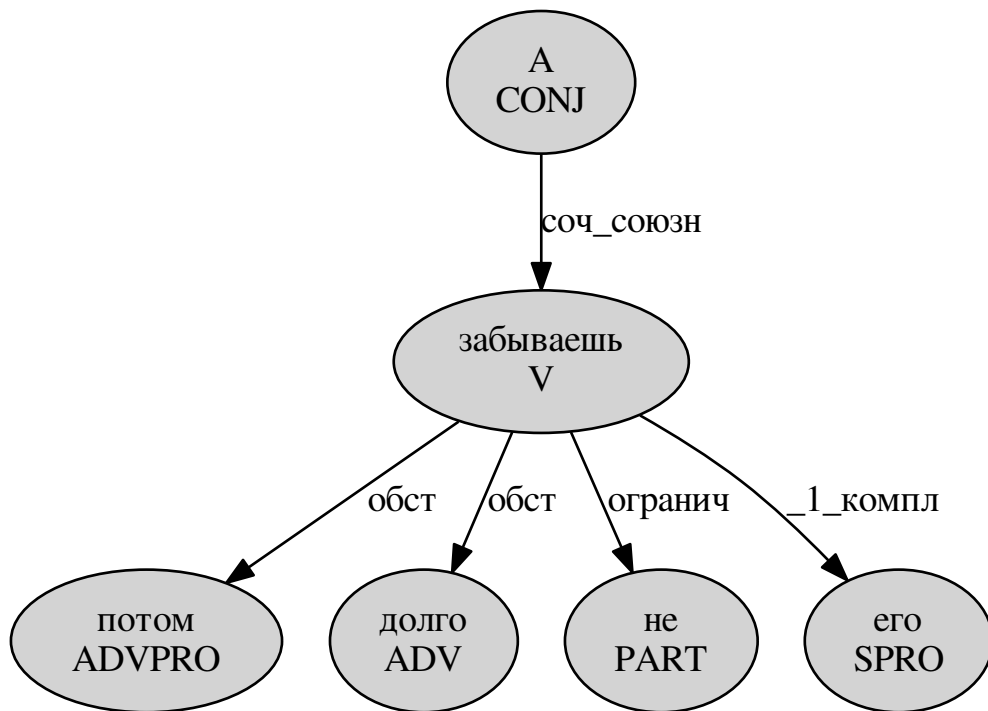 А
CONJ
соч_союзн
забываешь
V
обст
обст
огранич
_1_компл
потом
ADVPRO
долго
ADV
не
PART
его
SPRO